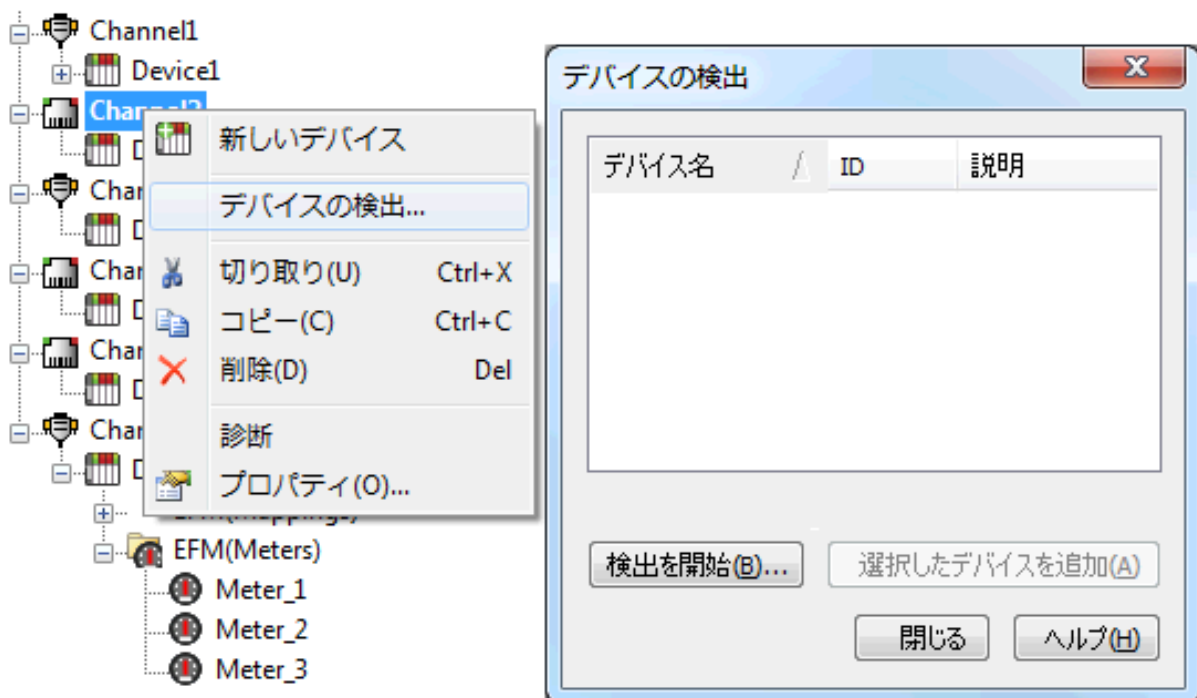 Channel1
Device1
新しいデバイス
デバイスの検出...
切り取り(U) Ctrl+X
コピー(C) Ctrl+C
削除(D) Del
診断
プロパティ(O)...
EFM(Meters)
Meter_1
Meter_2
Meter_3
デバイスの検出
デバイス名 ID 説明
検出を開始(B)... 選択したデバイスを追加(A)
閉じる ヘルプ(H)